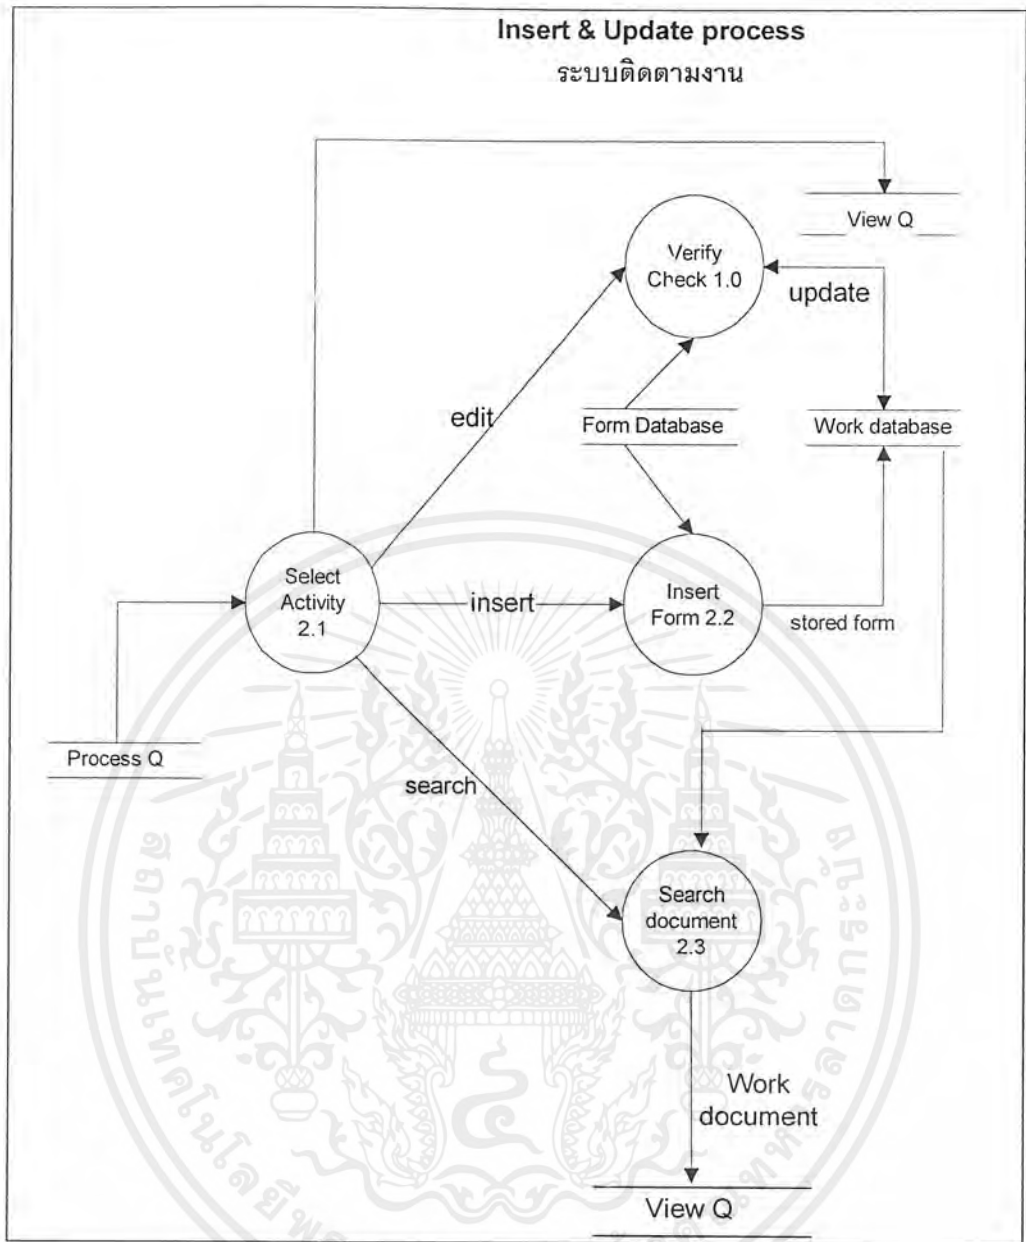 Insert & Update process
ระบบติดตามงาน
View Q
Verify
Check 1.0
update
edit
Form Database
Work database
Select
Activity
2.1
insert
Insert
Form 2.2
stored form
Process Q
search
Search
document
2.3
Work
document
View Q